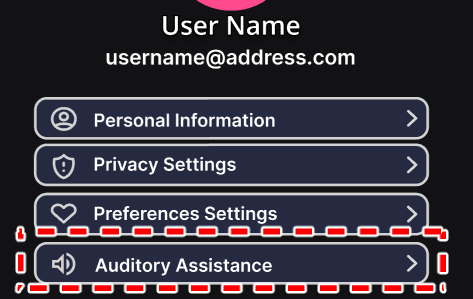 User Name
username@address.com
Personal Information
Privacy Settings
Preferences Settings
Auditory Assistance